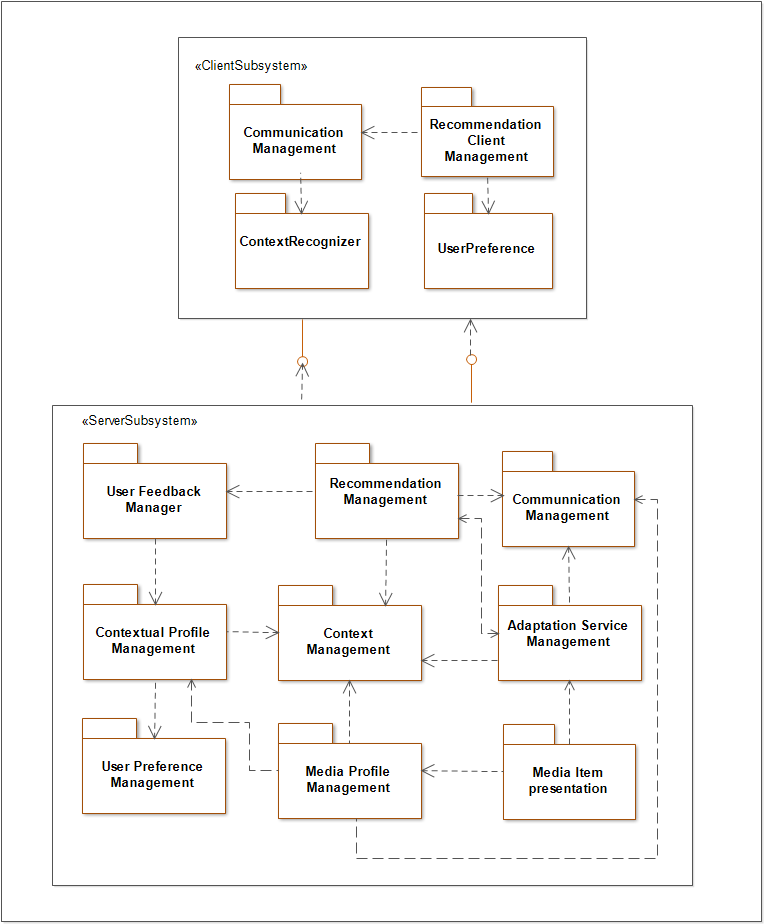 «ClientSubsystem»
Communication
Management
Recommendation
Client
Management
ContextRecognizer
UserPreference
«ServerSubsystem»
User Feedback
Manager
Recommendation
Management
Communnication
Management
Contextual Profile
Management
Context
Management
Adaptation Service
Management
User Preference
Management
Media Profile
Management
Media Item
presentation